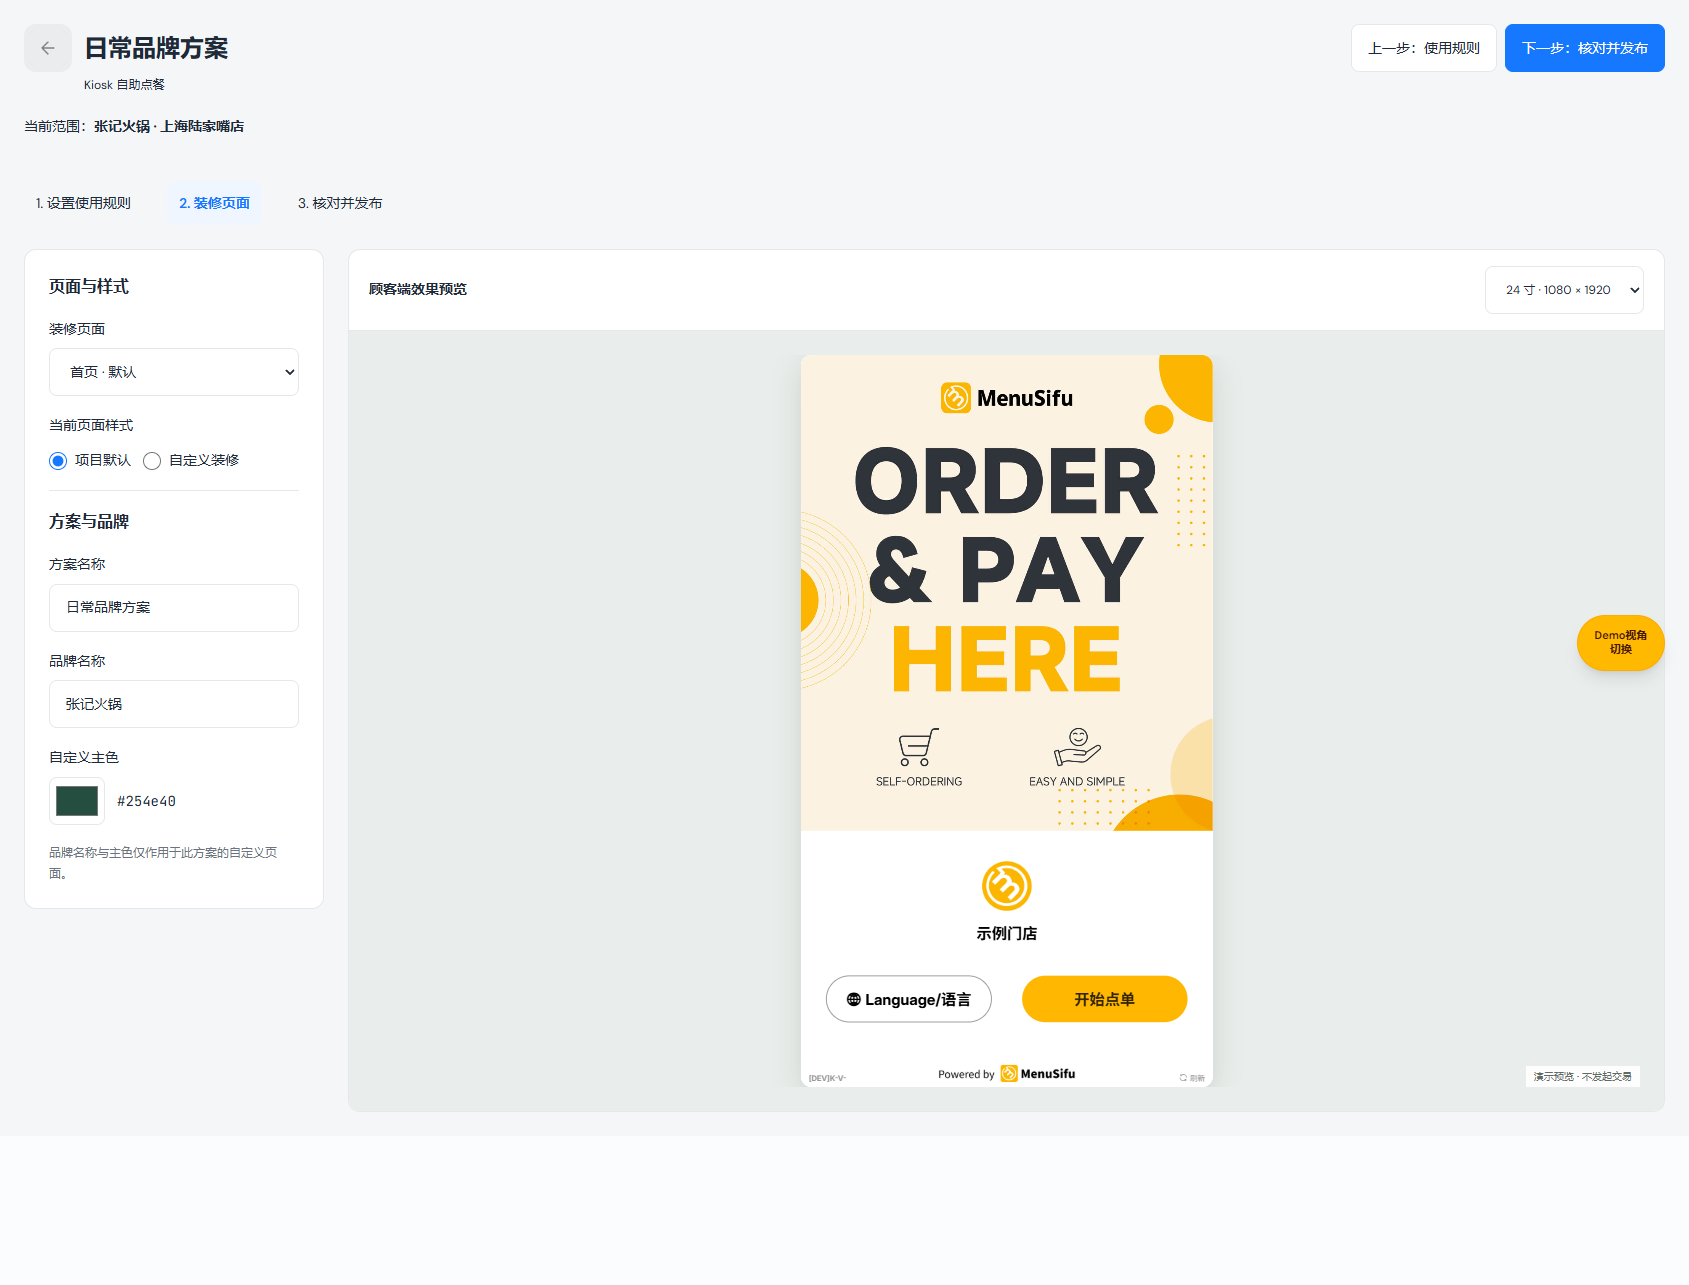 日常品牌方案
Kiosk 自助点餐
上一步：使用规则
下一步：核对并发布
当前范围：张记火锅 · 上海陆家嘴店
1. 设置使用规则
2. 装修页面
3. 核对并发布
页面与样式
装修页面
首页 · 默认
当前页面样式
项目默认
自定义装修
方案与品牌
方案名称
日常品牌方案
品牌名称
张记火锅
自定义主色
#254e40
品牌名称与主色仅作用于此方案的自定义页
面。
顾客端效果预览
24 寸 · 1080 × 1920
MenuSifu
ORDER
& PAY
HERE
SELF-ORDERING
EASY AND SIMPLE
示例门店
Language/语言
开始点单
[DEV]K-V-
Powered by MenuSifu
刷新
Demo视角
切换
演示预览 · 不发起交易